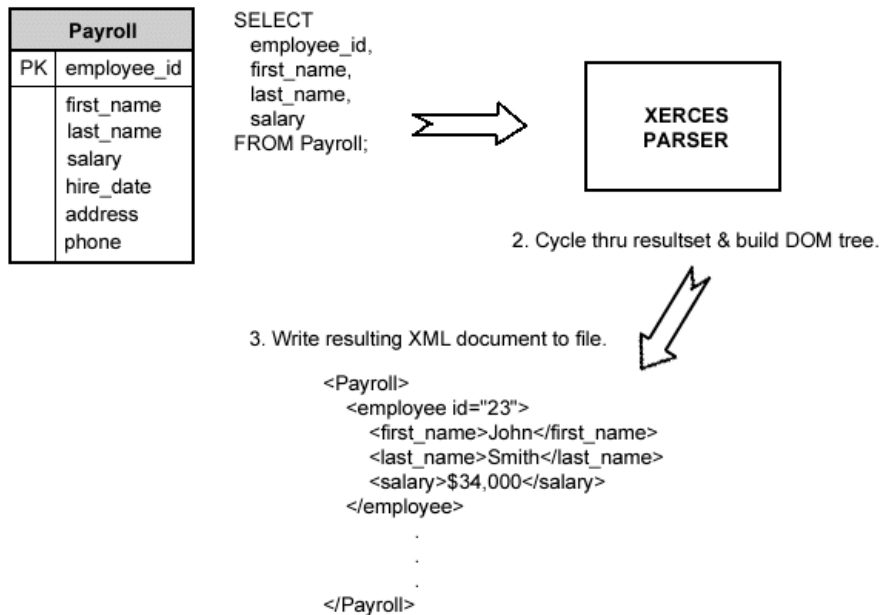 Payroll
PK employee_id
first_name
last_name
salary
hire_date
address
phone
SELECT
employee_id,
first_name,
last_name,
salary
FROM Payroll;
XERCES
PARSER
2. Cycle thru resultset & build DOM tree.
3. Write resulting XML document to file.
<Payroll>
<employee id="23">
<first_name>John</first_name>
<last_name>Smith</last_name>
<salary>$34,000</salary>
</employee>
.
.
.
</Payroll>